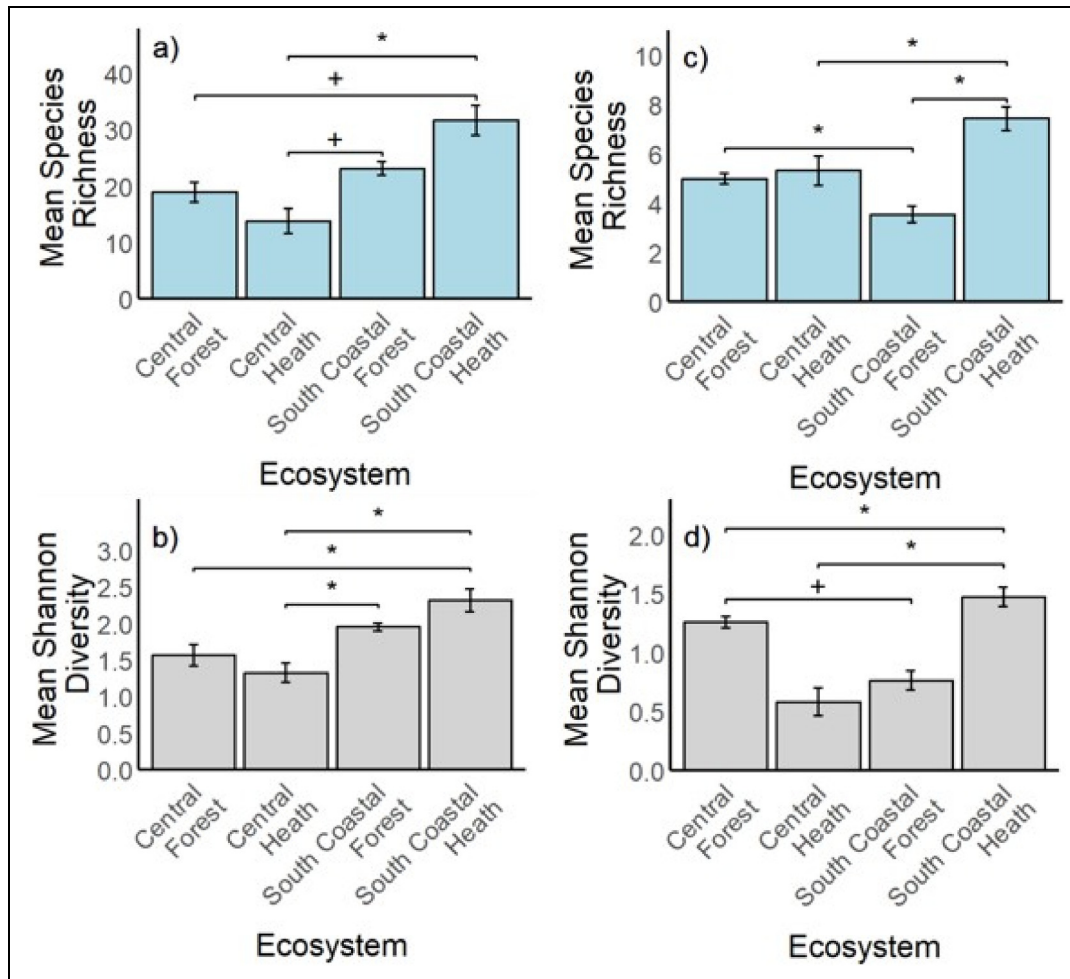 a)
Mean Species
Richness
40
30
20
10
0
*
+
+
Central
Forest
Central
Heath
South Coastal
Forest
South Coastal
Heath
Ecosystem
c)
Mean Species
Richness
10
8
6
4
2
0
*
*
*
Central
Forest
Central
Heath
South Coastal
Forest
South Coastal
Heath
Ecosystem
b)
Mean Shannon
Diversity
3.0
2.5
2.0
1.5
1.0
0.5
0.0
*
*
*
Central
Forest
Central
Heath
South Coastal
Forest
South Coastal
Heath
Ecosystem
d)
Mean Shannon
Diversity
2.0
1.5
1.0
0.5
0.0
*
*
+
Central
Forest
Central
Heath
South Coastal
Forest
South Coastal
Heath
Ecosystem